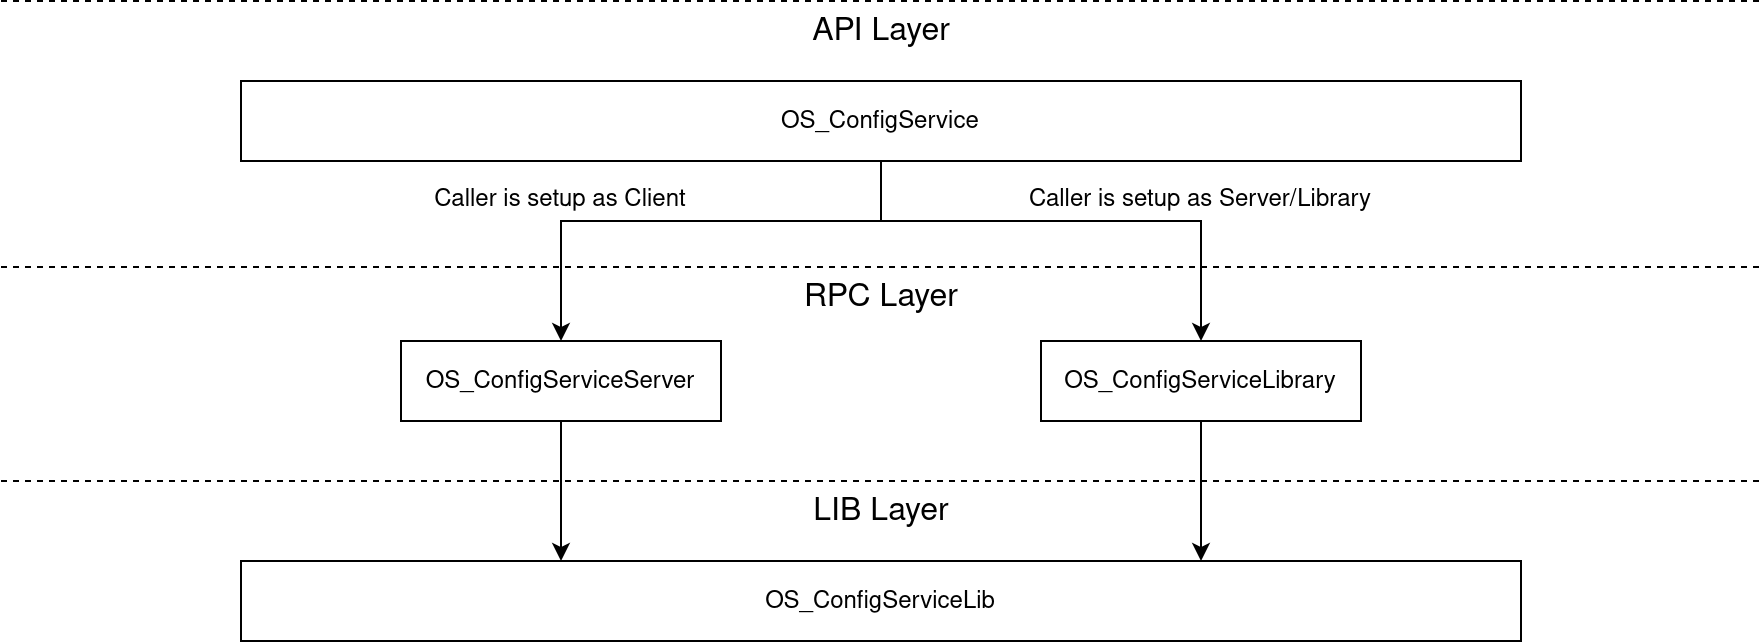 API Layer
OS_ConfigService
Caller is setup as Client
Caller is setup as Server/Library
RPC Layer
OS_ConfigServiceServer
OS_ConfigServiceLibrary
LIB Layer
OS_ConfigServiceLib